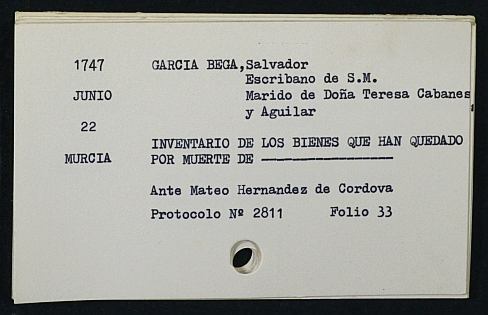 1747 GARCIA BEGA,Salvador
Escribano de S.M.
JUNIO Marido de Doña Teresa Cabanes
y Aguilar
22
INVENTARIO DE LOS BIENES QUE HAN QUEDADO
MURCIA POR MUERTE DE ------------------
Ante Mateo Hernandez de Cordova
Protocolo Nº 2811 Folio 33